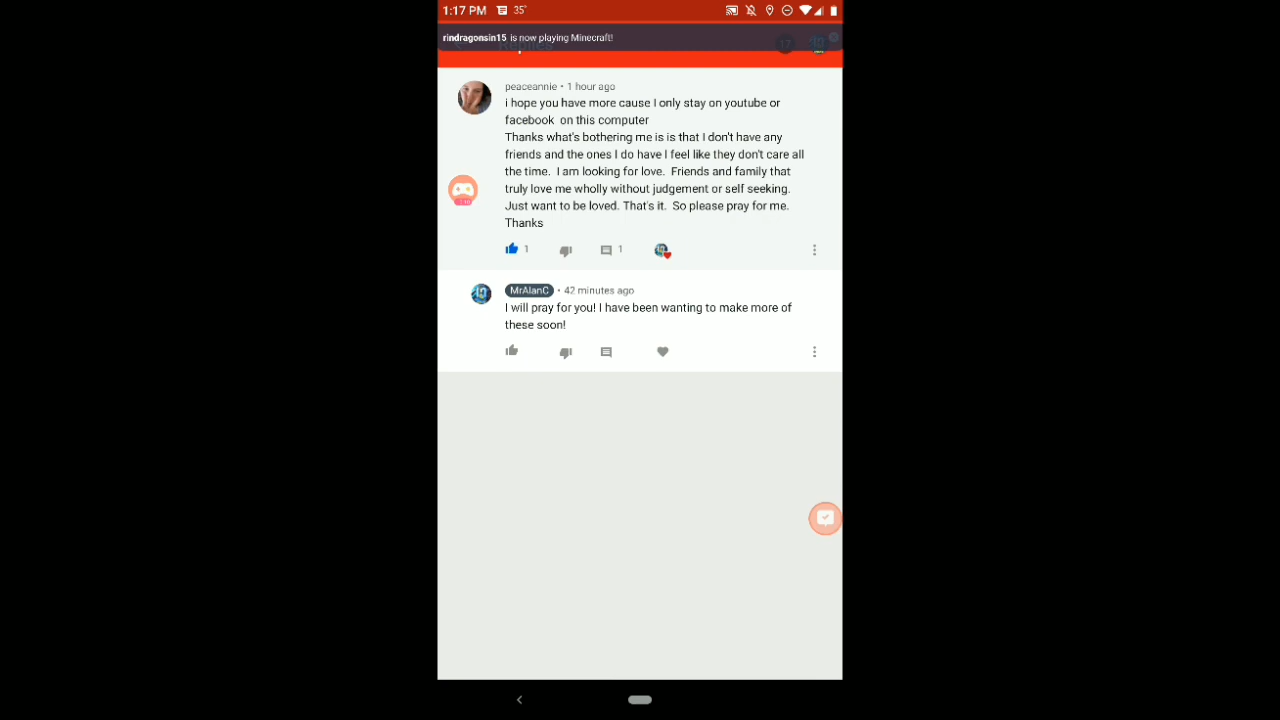 1:17 PM 35°
rindragonsin15 is now playing Minecraft!
Replies 17
peaceannie • 1 hour ago
i hope you have more cause I only stay on youtube or
facebook on this computer
Thanks what's bothering me is is that I don't have any
friends and the ones I do have I feel like they don't care all
the time. I am looking for love. Friends and family that
truly love me wholly without judgement or self seeking.
Just want to be loved. That's it. So please pray for me.
Thanks
1 1
MrAlanC • 42 minutes ago
I will pray for you! I have been wanting to make more of
these soon!